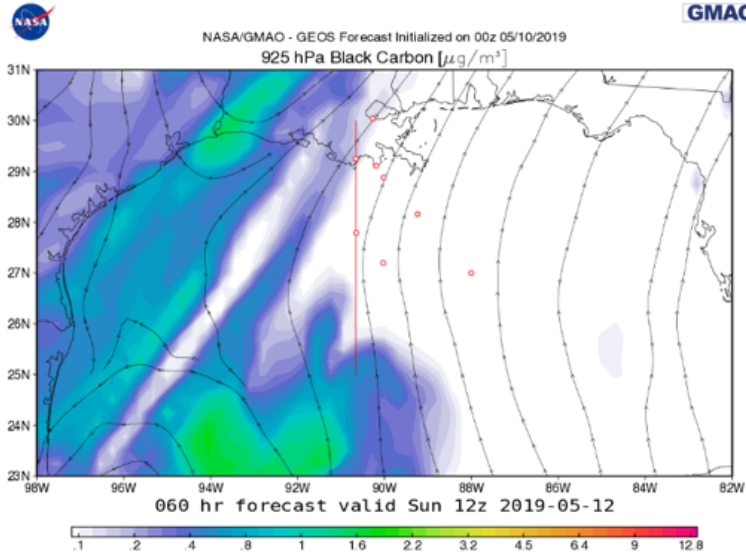 NASA
GMAO
NASA/GMAO - GEOS Forecast Initialized on 00z 05/10/2019
925 hPa Black Carbon [μg/m³]
31N
30N
29N
28N
27N
26N
25N
24N
23N
98W 96W 94W 92W 90W 88W 86W 84W 82W
060 hr forecast valid Sun 12z 2019-05-12
.1 .2 .4 .8 1 1.6 2.2 3.2 4.5 6.4 9 12.8